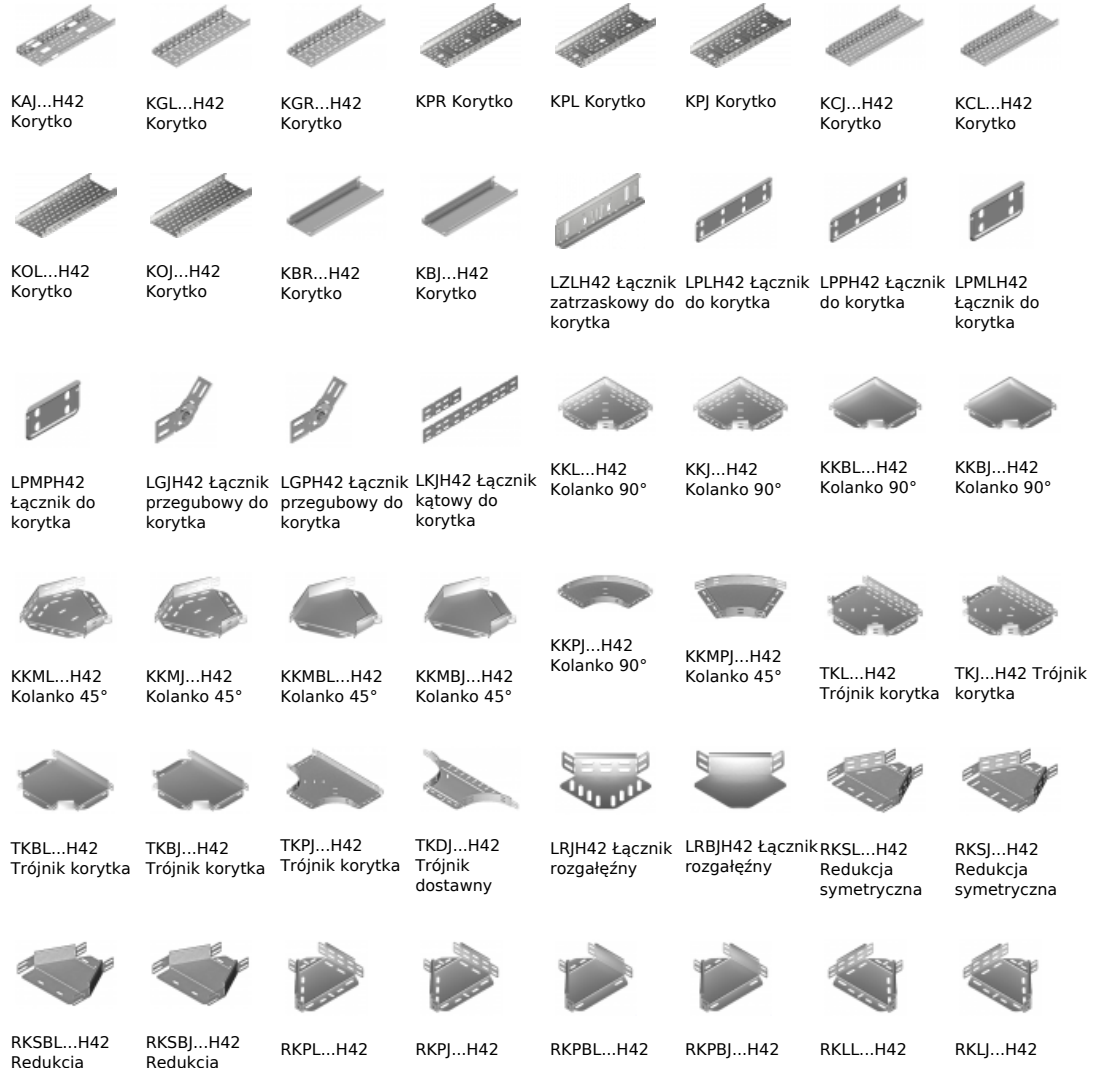 KAJ...H42
Korytko
KGL...H42
Korytko
KGR...H42
Korytko
KPR Korytko
KPL Korytko
KPJ Korytko
KCJ...H42
Korytko
KCL...H42
Korytko
KOL...H42
Korytko
KOJ...H42
Korytko
KBR...H42
Korytko
KBJ...H42
Korytko
LZLH42 Łącznik
zatrzaskowy do
korytka
LPLH42 Łącznik
do korytka
LPPH42 Łącznik
do korytka
LPMLH42
Łącznik do
korytka
LPMPH42
Łącznik do
korytka
LGJH42 Łącznik
przegubowy do
korytka
LGPH42 Łącznik
przegubowy do
korytka
LKJH42 Łącznik
kątowy do
korytka
KKL...H42
Kolanko 90°
KKJ...H42
Kolanko 90°
KKBL...H42
Kolanko 90°
KKBJ...H42
Kolanko 90°
KKML...H42
Kolanko 45°
KKMJ...H42
Kolanko 45°
KKMBL...H42
Kolanko 45°
KKMBJ...H42
Kolanko 45°
KKPJ...H42
Kolanko 90°
KKMPJ...H42
Kolanko 45°
TKL...H42
Trójnik korytka
TKJ...H42 Trójnik
korytka
TKBL...H42
Trójnik korytka
TKBJ...H42
Trójnik korytka
TKPJ...H42
Trójnik korytka
TKDJ...H42
Trójnik
dostawny
LRJH42 Łącznik
rozgałęźny
LRBJH42 Łącznik
rozgałęźny
RKSL...H42
Redukcja
symetryczna
RKSJ...H42
Redukcja
symetryczna
RKSBL...H42
Redukcja
RKSBJ...H42
Redukcja
RKPL...H42
RKPJ...H42
RKPBL...H42
RKPBJ...H42
RKLL...H42
RKLJ...H42